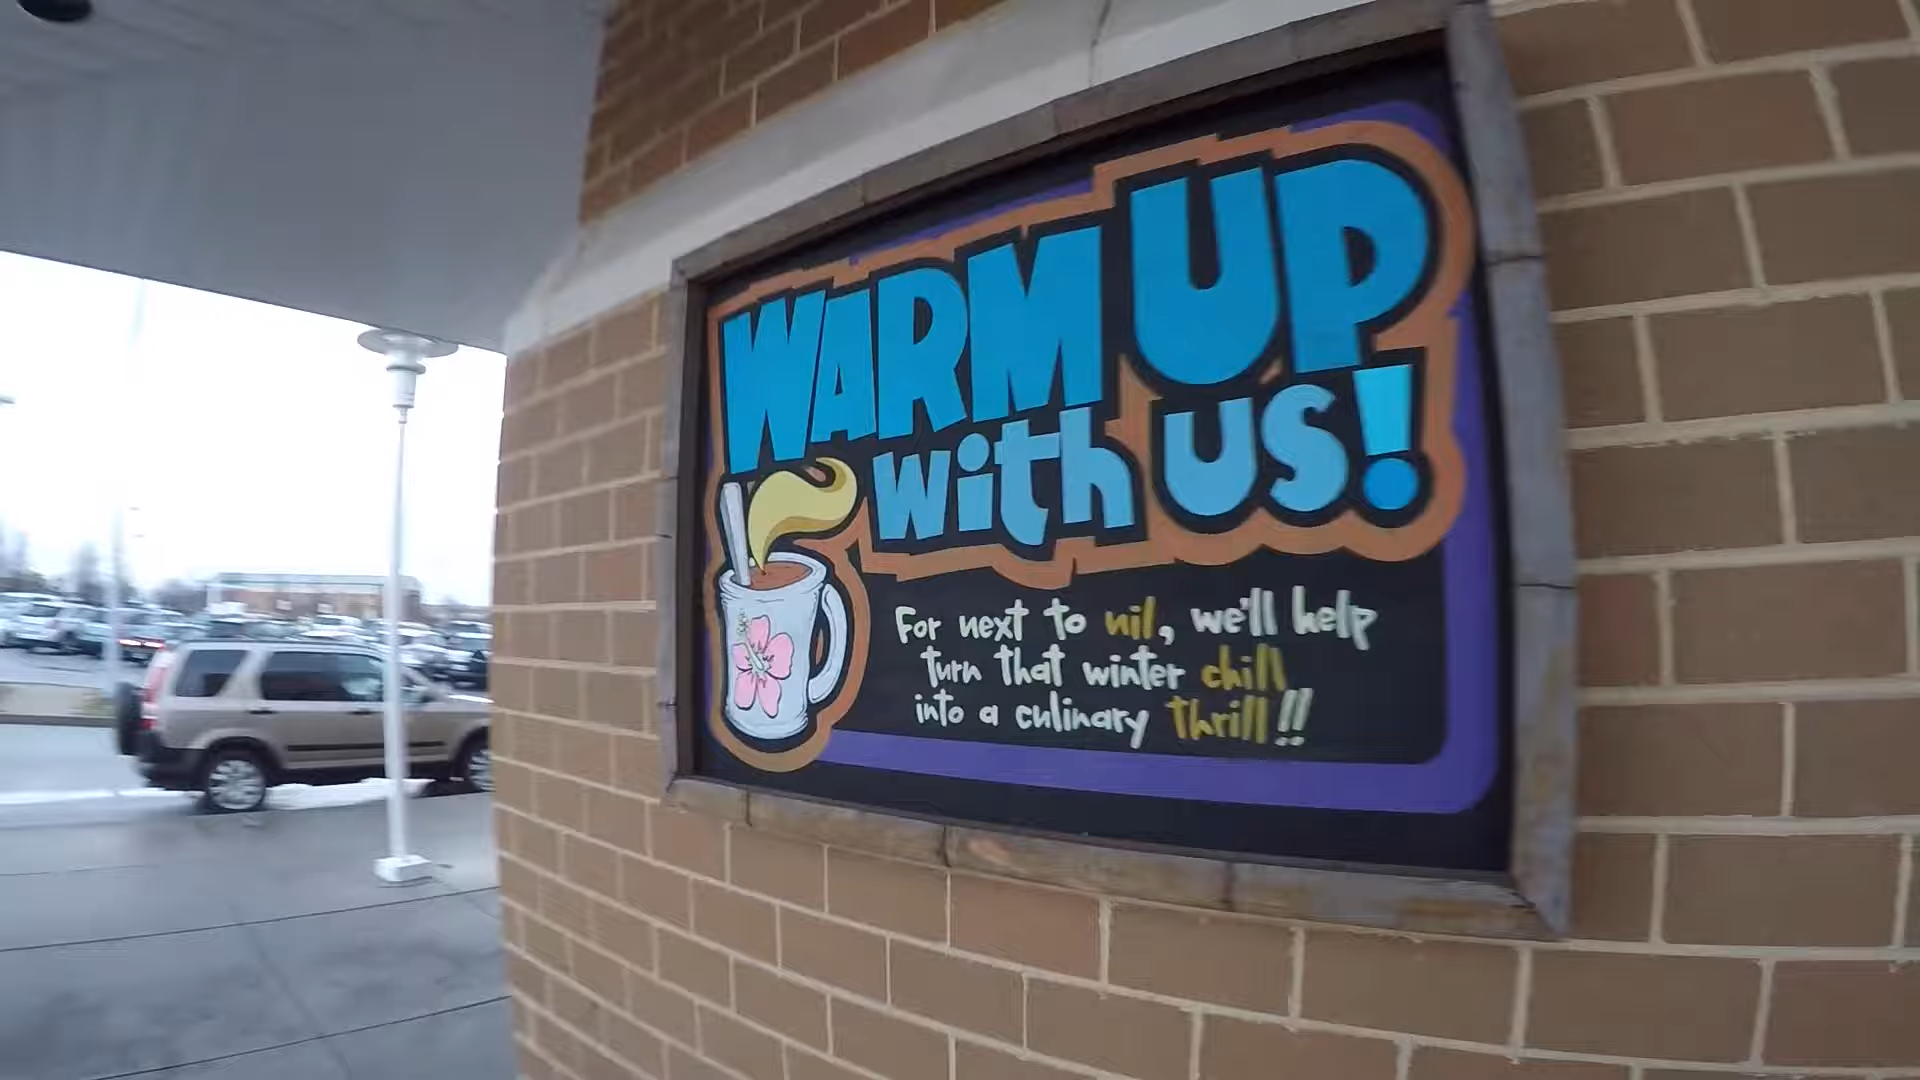 WARM UP
with us!
For next to nil, we'll help
turn that winter chill
into a culinary thrill!!